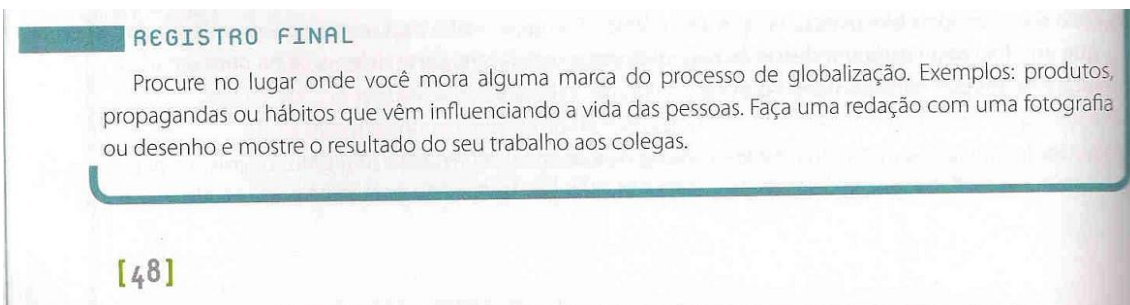 REGISTRO FINAL
Procure no lugar onde você mora alguma marca do processo de globalização. Exemplos: produtos,
propagandas ou hábitos que vêm influenciando a vida das pessoas. Faça uma redação com uma fotografia
ou desenho e mostre o resultado do seu trabalho aos colegas.
[48]